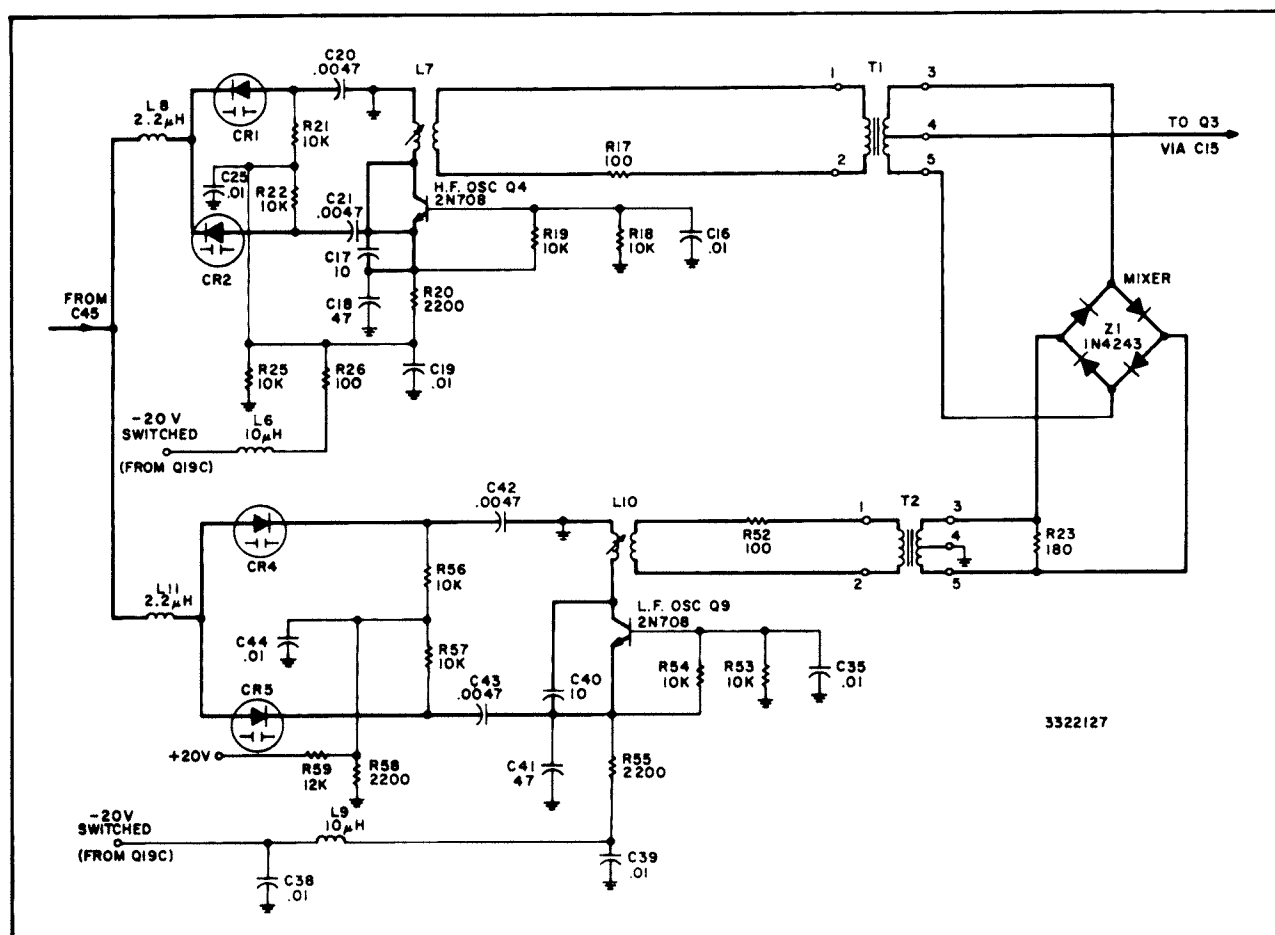 C20
.0047
L7
1
T1
3
L8
2.2µH
CR1
R21
10K
4
TO Q3
VIA C15
R17
100
2
5
C25
.01
R22
10K
C21
.0047
H.F. OSC Q4
2N708
CR2
C17
10
R19
10K
R18
10K
C16
.01
FROM
C45
C18
47
R20
2200
MIXER
Z1
1N4243
R25
10K
R26
100
C19
.01
-20 V
SWITCHED
(FROM Q19C)
L6
10µH
C42
.0047
L10
1
T2
3
CR4
R52
100
4
R23
180
R56
10K
2
5
L11
2.2µH
L.F. OSC Q9
2N708
C44
.01
R57
10K
C43
.0047
C40
10
R54
10K
R53
10K
C35
.01
CR5
3322127
+20V
R59
12K
R58
2200
C41
47
R55
2200
-20V
SWITCHED
(FROM Q19C)
L9
10µH
C38
.01
C39
.01